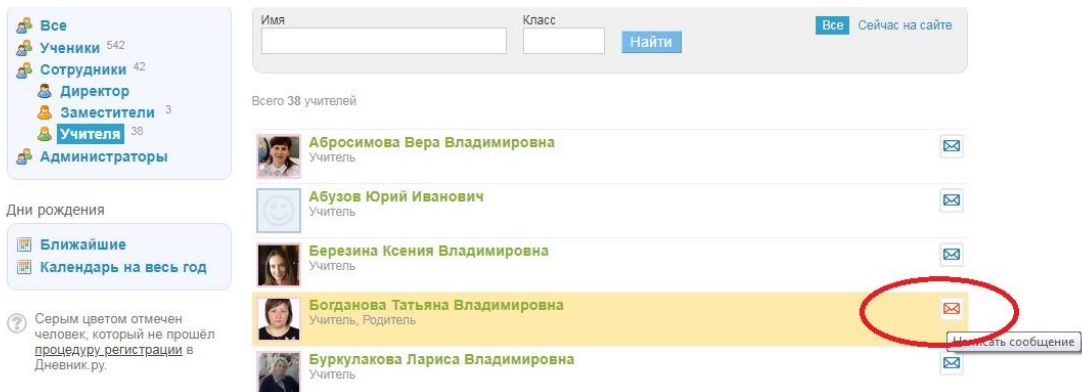 Все
Ученики 542
Сотрудники 42
Директор
Заместители 3
Учителя 38
Администраторы
Дни рождения
Ближайшие
Календарь на весь год
Серым цветом отмечен
человек, который не прошёл
процедуру регистрации в
Дневник.ру.
Имя
Класс
Найти
Все Сейчас на сайте
Всего 38 учителей
Абросимова Вера Владимировна
Учитель
Абузов Юрий Иванович
Учитель
Березина Ксения Владимировна
Учитель
Богданова Татьяна Владимировна
Учитель, Родитель
Написать сообщение
Буркулакова Лариса Владимировна
Учитель